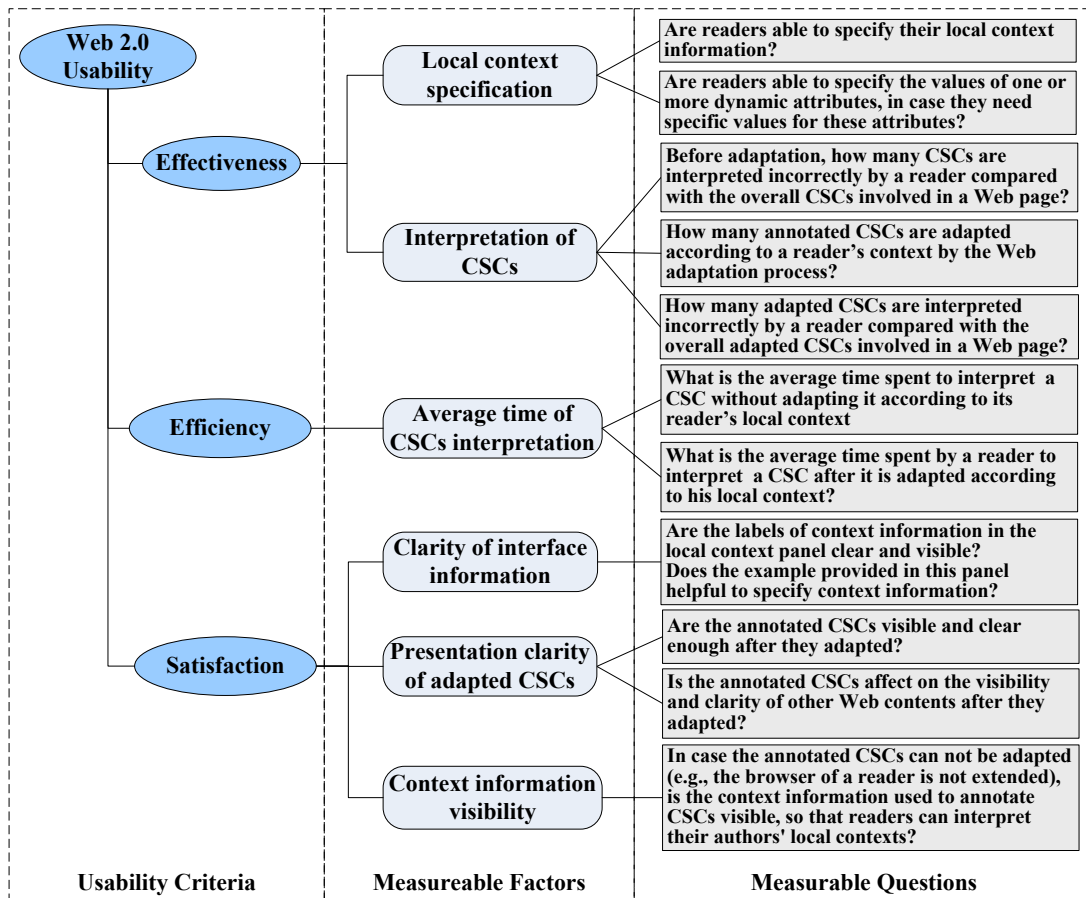 Web 2.0
Usability
Effectiveness
Efficiency
Satisfaction
Local context
specification
Interpretation of
CSCs
Average time of
CSCs interpretation
Clarity of interface
information
Presentation clarity
of adapted CSCs
Context information
visibility
Are readers able to specify their local context
information?
Are readers able to specify the values of one or
more dynamic attributes, in case they need
specific values for these attributes?
Before adaptation, how many CSCs are
interpreted incorrectly by a reader compared
with the overall CSCs involved in a Web page?
How many annotated CSCs are adapted
according to a reader’s context by the Web
adaptation process?
How many adapted CSCs are interpreted
incorrectly by a reader compared with the
overall adapted CSCs involved in a Web page?
What is the average time spent to interpret a
CSC without adapting it according to its
reader’s local context
What is the average time spent by a reader to
interpret a CSC after it is adapted according
to his local context?
Are the labels of context information in the
local context panel clear and visible?
Does the example provided in this panel
helpful to specify context information?
Are the annotated CSCs visible and clear
enough after they adapted?
Is the annotated CSCs affect on the visibility
and clarity of other Web contents after they
adapted?
In case the annotated CSCs can not be adapted
(e.g., the browser of a reader is not extended),
is the context information used to annotate
CSCs visible, so that readers can interpret
their authors' local contexts?
Usability Criteria
Measureable Factors
Measurable Questions